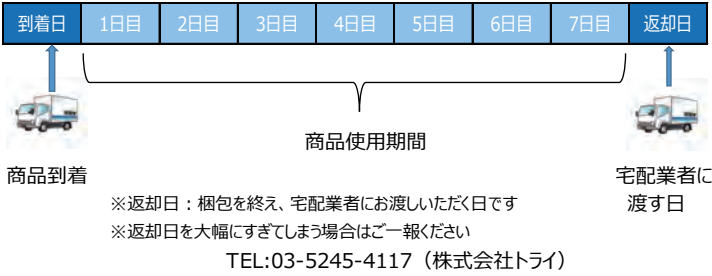 到着日 1日目 2日目 3日目 4日目 5日目 6日目 7日目 返却日
商品使用期間
商品到着
宅配業者に
渡す日
※返却日：梱包を終え、宅配業者にお渡しいただく日です
※返却日を大幅にすぎてしまう場合はご一報ください
TEL:03-5245-4117（株式会社トライ）